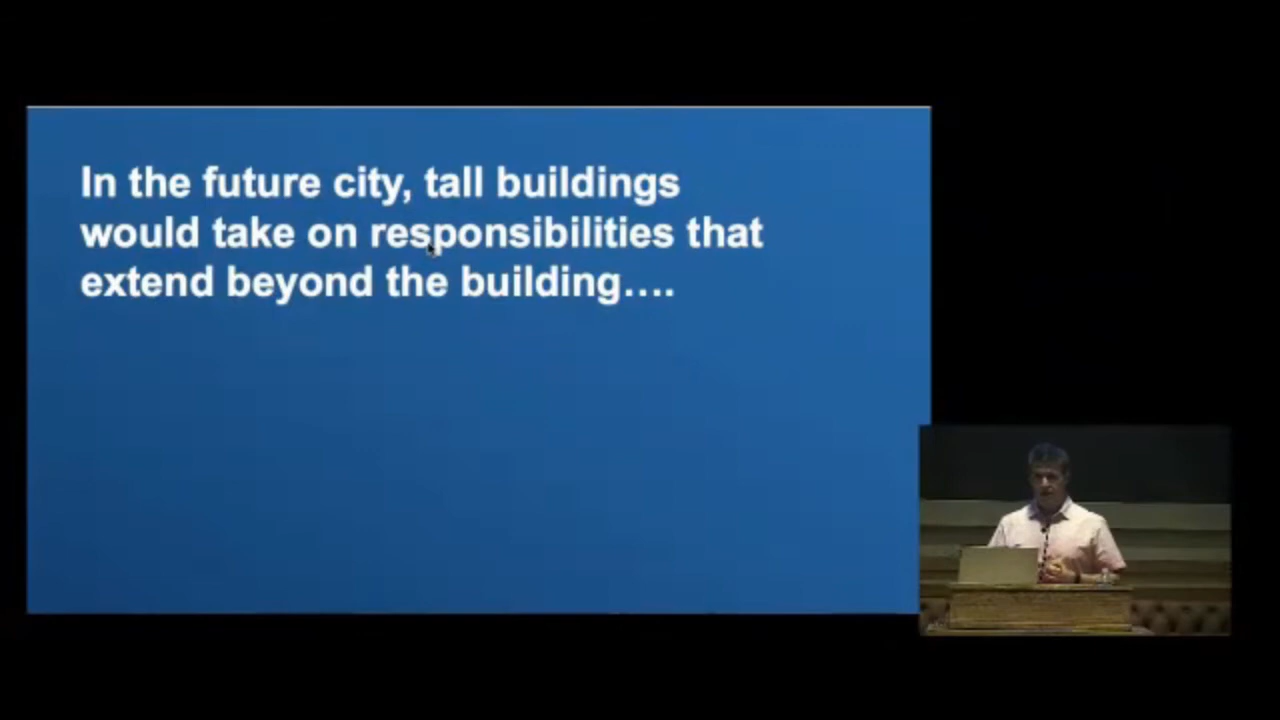 In the future city, tall buildings
would take on responsibilities that
extend beyond the building….